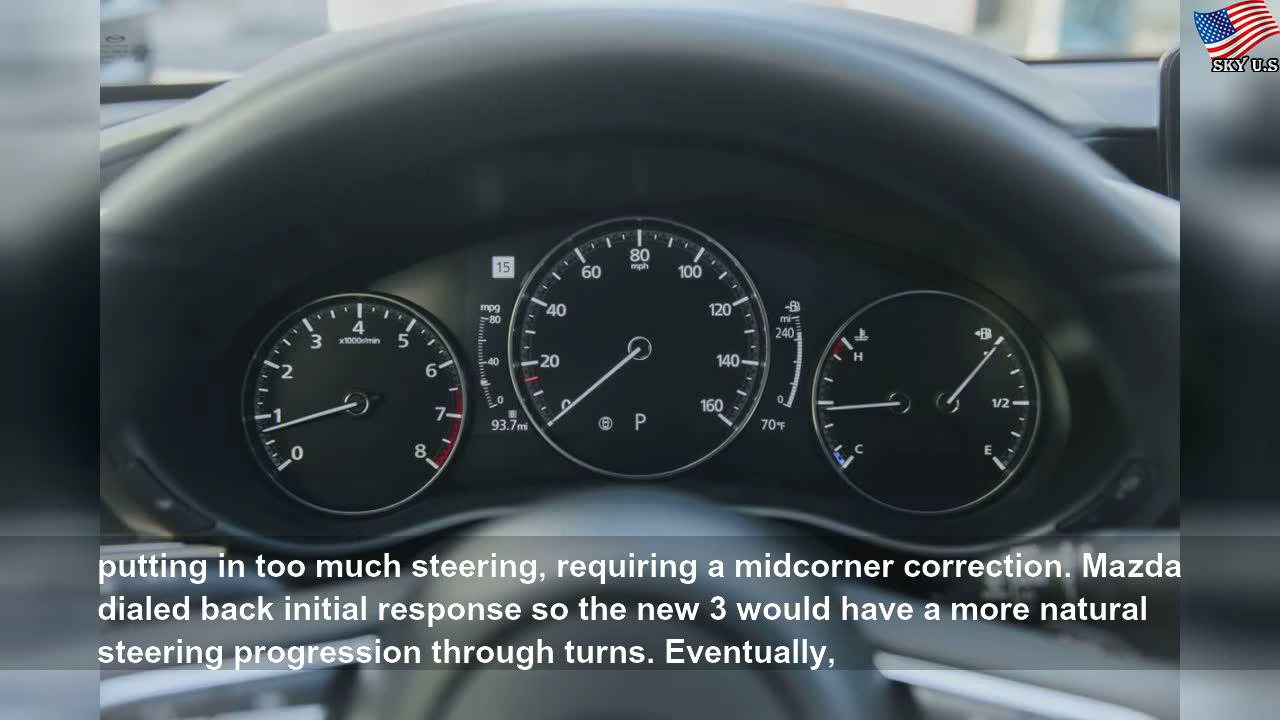 SKY U.S
15
80
mph
60
100
40
120
20
140
0
160
P
mpg
80
40
0
93.7mi
mi
240
0
70°F
4
x1000r/min
3
5
2
6
1
7
0
8
H
C
1/2
E
putting in too much steering, requiring a midcorner correction. Mazda
dialed back initial response so the new 3 would have a more natural
steering progression through turns. Eventually,